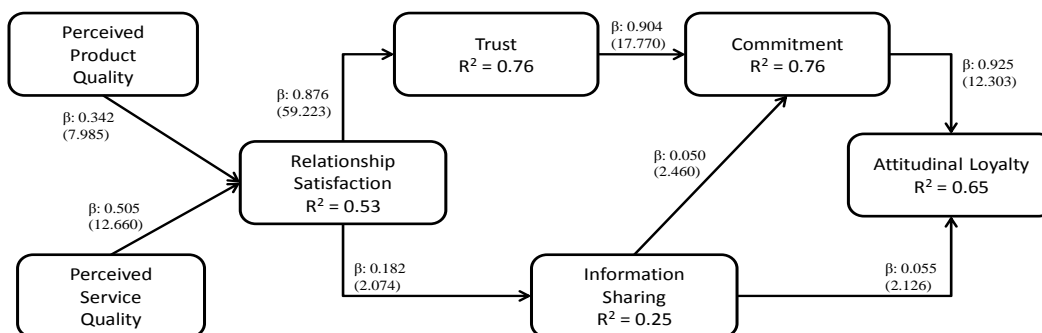 Perceived
Product
Quality
β: 0.342
(7.985)
Perceived
Service
Quality
β: 0.505
(12.660)
Relationship
Satisfaction
R² = 0.53
β: 0.876
(59.223)
Trust
R² = 0.76
β: 0.904
(17.770)
Commitment
R² = 0.76
β: 0.925
(12.303)
Attitudinal Loyalty
R² = 0.65
β: 0.050
(2.460)
β: 0.182
(2.074)
Information
Sharing
R² = 0.25
β: 0.055
(2.126)